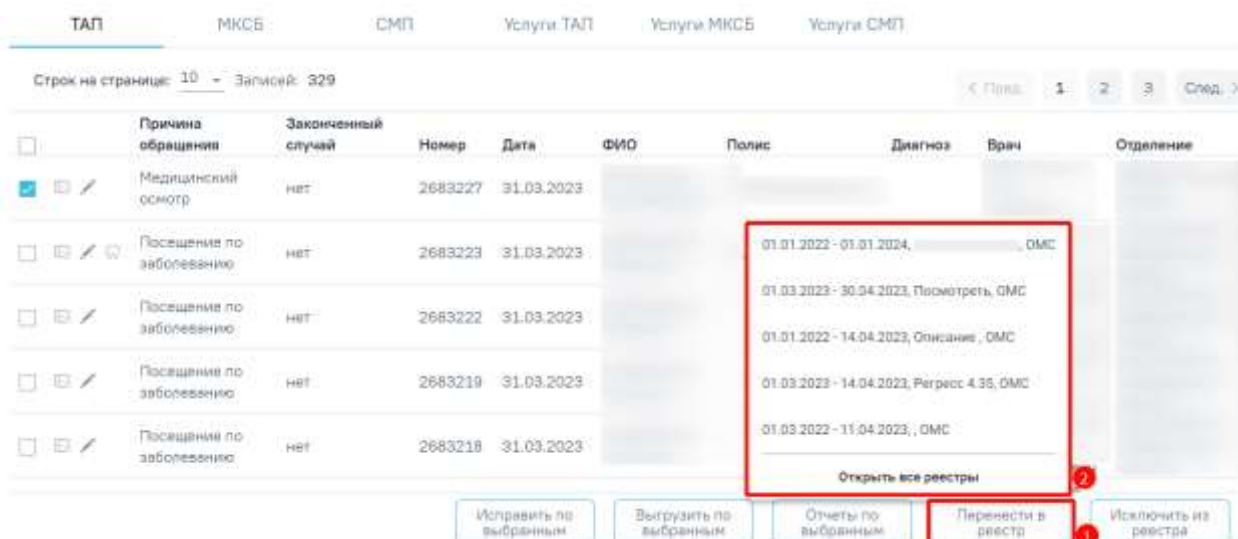 ТАП МКСБ СМП Услуги ТАП Услуги МКСБ Услуги СМП
Строк на странице: 10 Записей: 329 < Пред. 1 2 3 След. >
Причина обращения Законченный случай Номер Дата ФИО Полис Диагноз Врач Отделение
Медицинский осмотр нет 2683227 31.03.2023
Посещение по заболеванию нет 2683223 31.03.2023
Посещение по заболеванию нет 2683222 31.03.2023
Посещение по заболеванию нет 2683219 31.03.2023
Посещение по заболеванию нет 2683218 31.03.2023
01.01.2022 - 01.01.2024, , ОМС
01.03.2023 - 30.04.2023, Посмотреть, ОМС
01.01.2022 - 14.04.2023, Описание , ОМС
01.03.2023 - 14.04.2023, Регресс 4.35, ОМС
01.03.2022 - 11.04.2023, , ОМС
Открыть все реестры
2
Исправить по выбранным Выгрузить по выбранным Отчеты по выбранным Перенести в реестр 1 Исключить из реестра